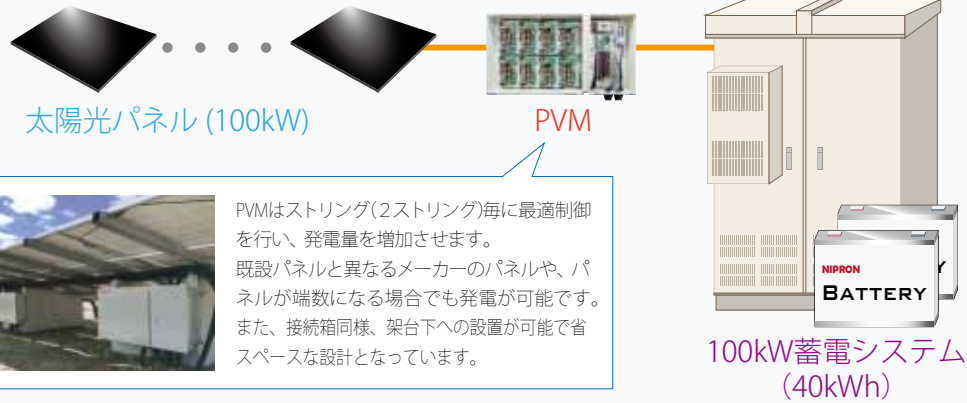 太陽光パネル (100kW)
PVM
PVMはストリング(２ストリング)毎に最適制御
を行い、発電量を増加させます。
既設パネルと異なるメーカーのパネルや、パ
ネルが端数になる場合でも発電が可能です。
また、接続箱同様、架台下への設置が可能で省
スペースな設計となっています。
NIPRON
BATTERY
Y
100kW蓄電システム
（40kWh）